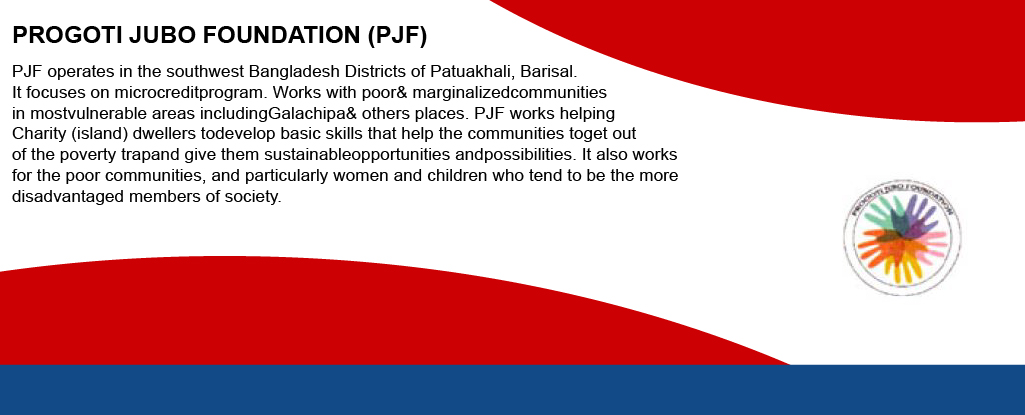 PROGOTI JUBO FOUNDATION (PJF)
PJF operates in the southwest Bangladesh Districts of Patuakhali, Barisal.
It focuses on microcreditprogram. Works with poor& marginalizedcommunities
in mostvulnerable areas includingGalachipa& others places. PJF works helping
Charity (island) dwellers todevelop basic skills that help the communities toget out
of the poverty trapand give them sustainableopportunities andpossibilities. It also works
for the poor communities, and particularly women and children who tend to be the more
disadvantaged members of society.
PROGOTI JUBO FOUNDATION